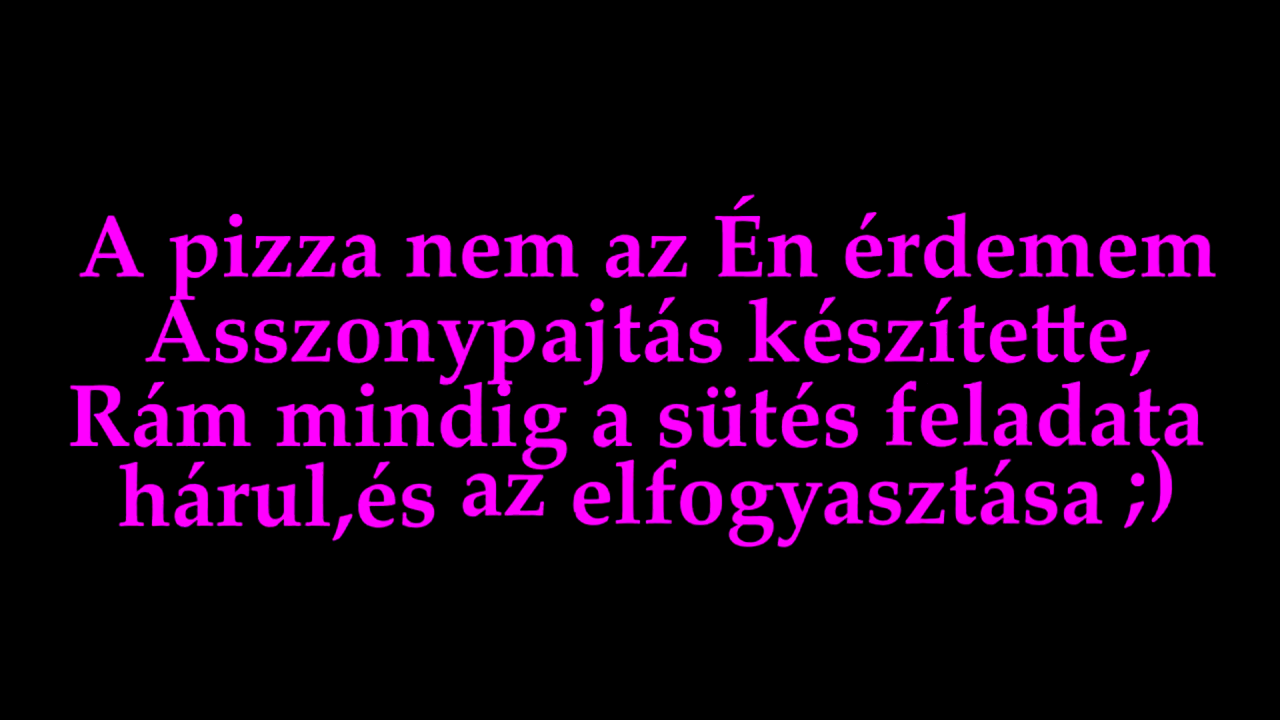 A pizza nem az Én érdemem
Asszonypajtás készítette,
Rám mindig a sütés feladata
hárul,és az elfogyasztása ;)